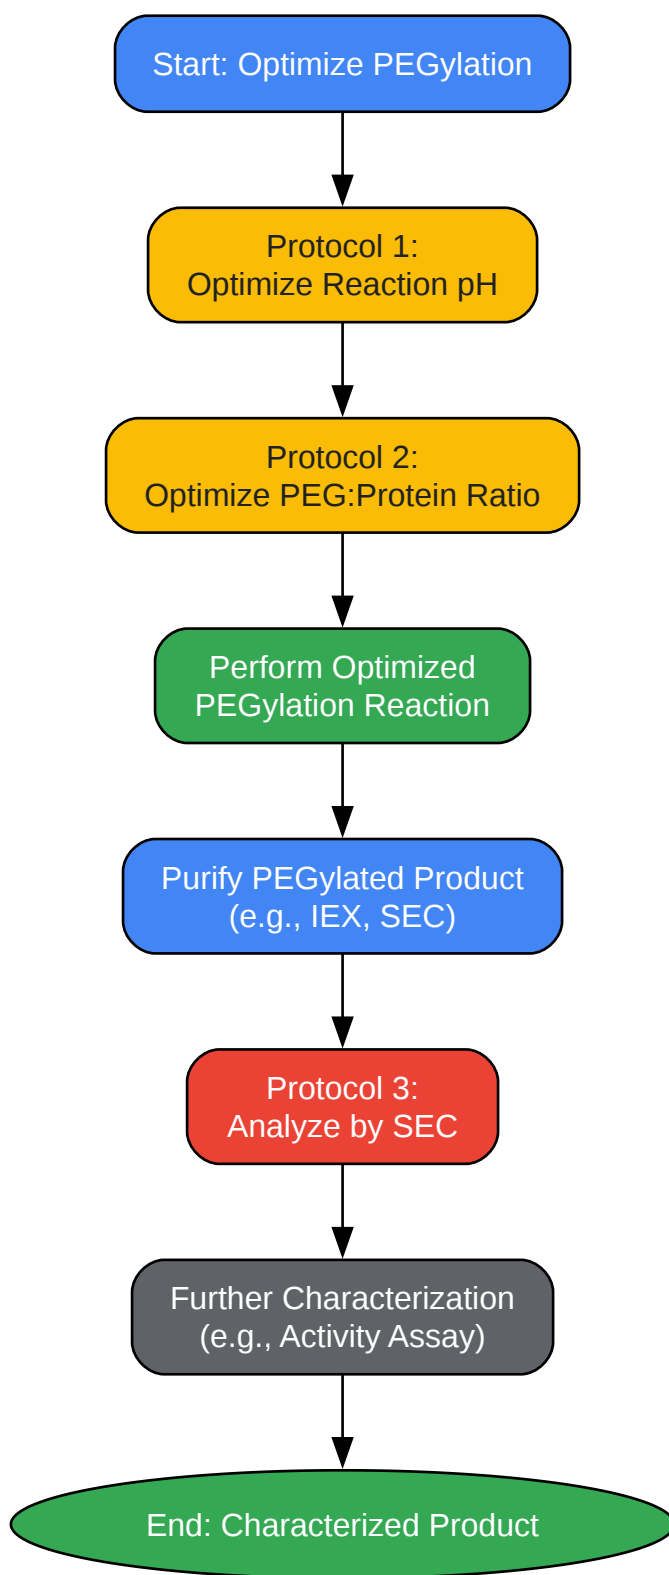 Start: Optimize PEGylation
Protocol 1:
Optimize Reaction pH
Protocol 2:
Optimize PEG:Protein Ratio
Perform Optimized
PEGylation Reaction
Purify PEGylated Product
(e.g., IEX, SEC)
Protocol 3:
Analyze by SEC
Further Characterization
(e.g., Activity Assay)
End: Characterized Product